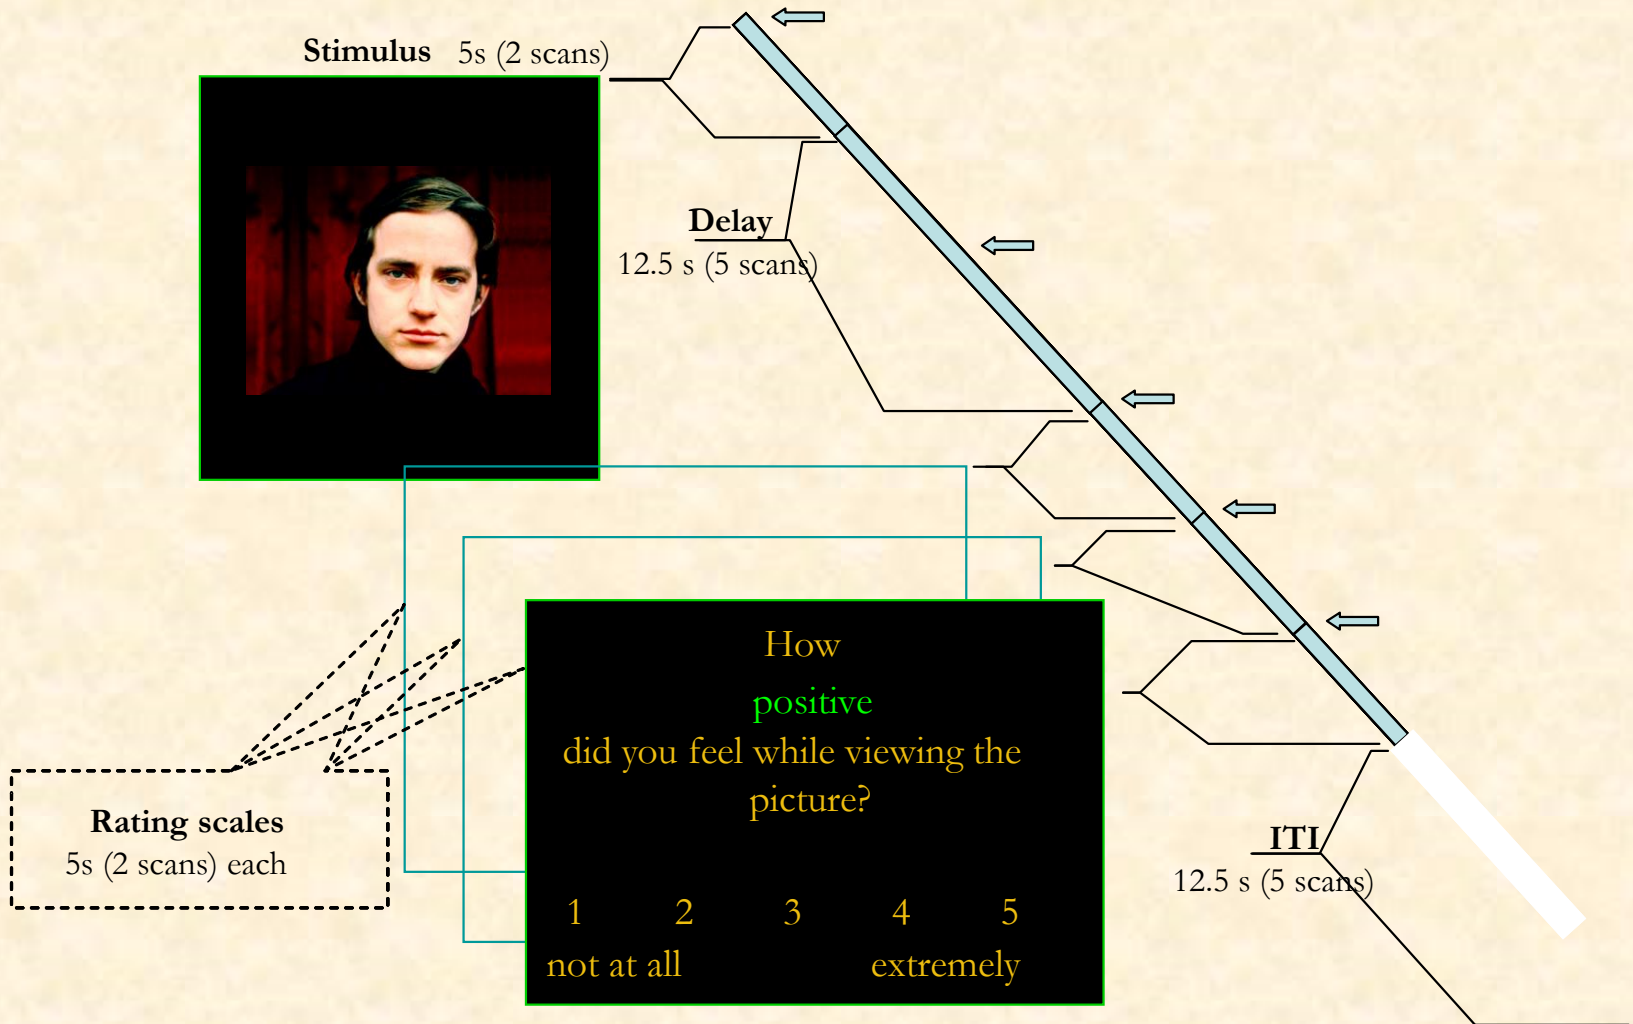 Stimulus 5s (2 scans)
Delay
12.5 s (5 scans)
How
positive
did you feel while viewing the
picture?
1 2 3 4 5
not at all extremely
Rating scales
5s (2 scans) each
ITI
12.5 s (5 scans)